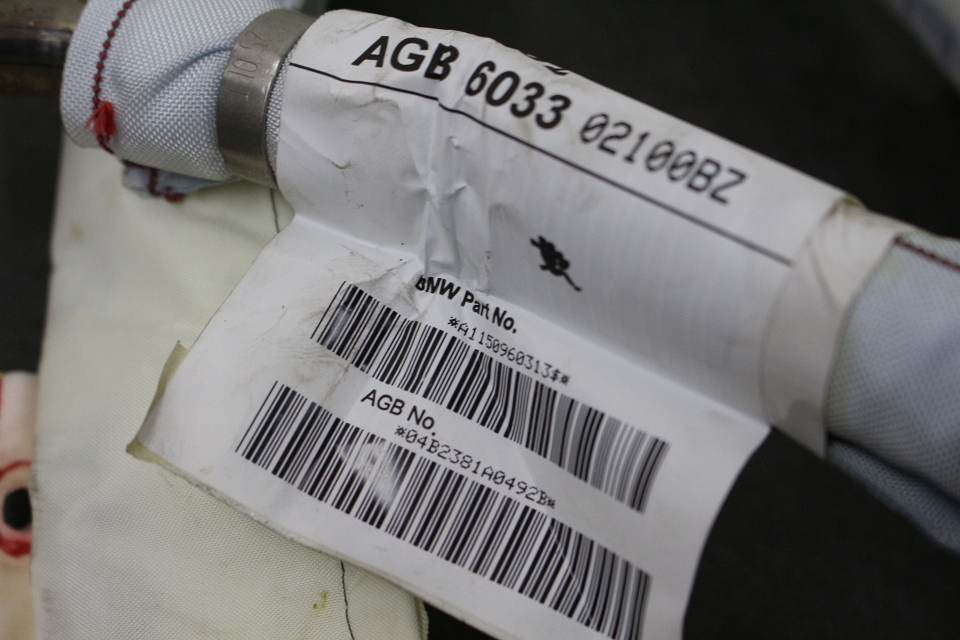 AGB 6033 02100BZ
BMW Part No.
*A1150960313$*
AGB No.
*04B2381A0492B*